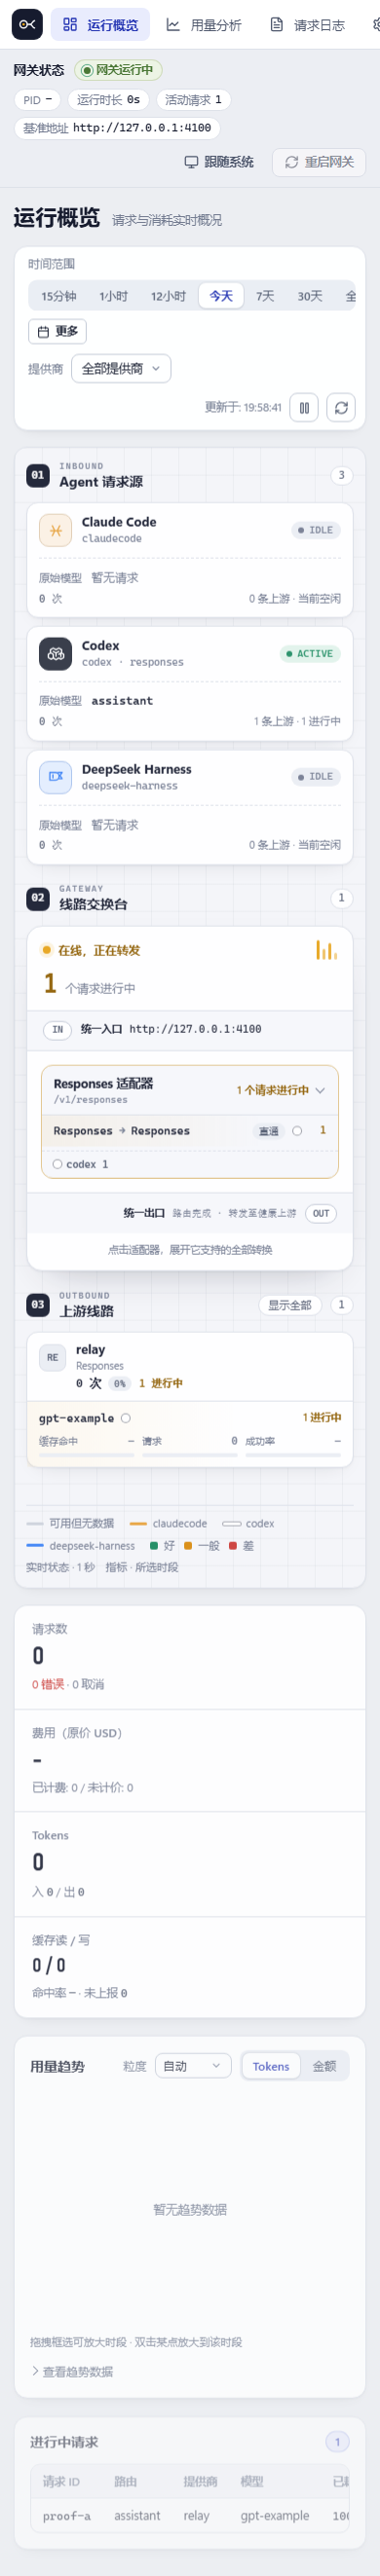 运行概览 用量分析 请求日志
网关状态 网关运行中
PID — 运行时长 0s 活动请求 1
基准地址 http://127.0.0.1:4100
跟随系统 重启网关
运行概览 请求与消耗实时概况
时间范围
15分钟 1小时 12小时 今天 7天 30天 全
更多
提供商 全部提供商
更新于: 19:58:41
01 INBOUND
Agent 请求源 3
Claude Code
claudecode IDLE
原始模型 暂无请求
0 次 0 条上游 · 当前空闲
Codex
codex · responses ACTIVE
原始模型 assistant
0 次 1 条上游 · 1 进行中
DeepSeek Harness
deepseek-harness IDLE
原始模型 暂无请求
0 次 0 条上游 · 当前空闲
02 GATEWAY
线路交换台 1
在线，正在转发
1 个请求进行中
IN 统一入口 http://127.0.0.1:4100
Responses 适配器
/v1/responses 1 个请求进行中
Responses → Responses 直通 1
codex 1
统一出口 路由完成 · 转发至健康上游 OUT
点击适配器，展开它支持的全部转换
03 OUTBOUND
上游线路 显示全部 1
RE relay
Responses
0 次 0% 1 进行中
gpt-example 1 进行中
缓存命中 — 请求 0 成功率 —
可用但无数据 claudecode codex
deepseek-harness 好 一般 差
实时状态 · 1 秒 指标 · 所选时段
请求数
0
0 错误 · 0 取消
费用（原价 USD）
-
已计费: 0 / 未计价: 0
Tokens
0
入 0 / 出 0
缓存读 / 写
0 / 0
命中率 — · 未上报 0
用量趋势 粒度 自动 Tokens 金额
暂无趋势数据
拖拽框选可放大时段 · 双击某点放大到该时段
查看趋势数据
进行中请求 1
请求 ID 路由 提供商 模型
proof-a assistant relay gpt-example